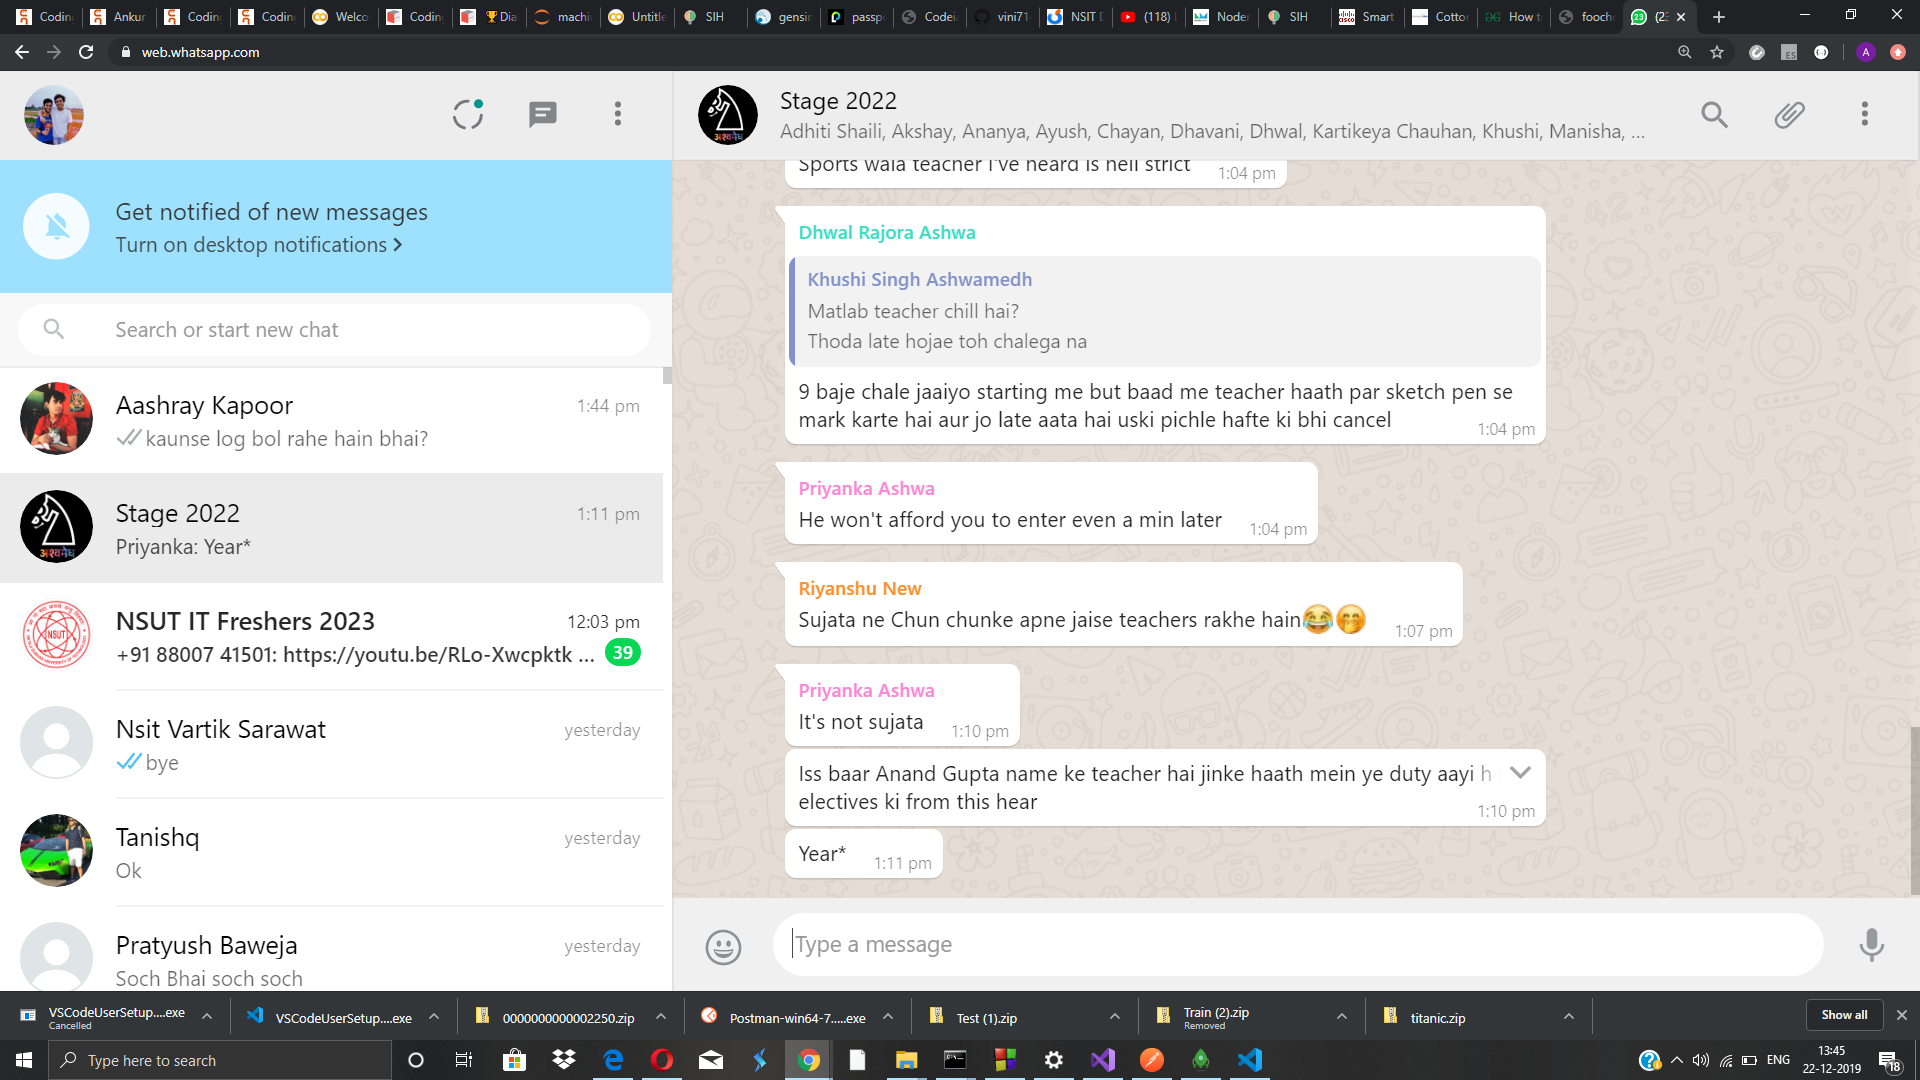 Codin
Ankur
Codin
Codin
Welco
Codin
Dia
machi
Untitle
SIH
gensin
passp
Codei
vini71
NSIT D
(118)
Noder
SIH
Smart
Cotto
How t
fooch
(2
web.whatsapp.com
A
Stage 2022
Adhiti Shaili, Akshay, Ananya, Ayush, Chayan, Dhavani, Dhwal, Kartikeya Chauhan, Khushi, Manisha, ...
Get notified of new messages
Turn on desktop notifications >
Search or start new chat
Aashray Kapoor
1:44 pm
kaunse log bol rahe hain bhai?
अश्वमेध
Stage 2022
1:11 pm
Priyanka: Year*
NSUT
NSUT IT Freshers 2023
12:03 pm
+91 88007 41501: https://youtu.be/RLo-Xwcpktk ...
39
Nsit Vartik Sarawat
yesterday
bye
Tanishq
yesterday
Ok
Pratyush Baweja
yesterday
Soch Bhai soch soch
अश्वमेध
Sports wala teacher I've heard is hell strict
1:04 pm
Dhwal Rajora Ashwa
Khushi Singh Ashwamedh
Matlab teacher chill hai?
Thoda late hojae toh chalega na
9 baje chale jaaiyo starting me but baad me teacher haath par sketch pen se
mark karte hai aur jo late aata hai uski pichle hafte ki bhi cancel
1:04 pm
Priyanka Ashwa
He won't afford you to enter even a min later
1:04 pm
Riyanshu New
Sujata ne Chun chunke apne jaise teachers rakhe hain😂🤭
1:07 pm
Priyanka Ashwa
It's not sujata
1:10 pm
Iss baar Anand Gupta name ke teacher hai jinke haath mein ye duty aayi h
electives ki from this hear
1:10 pm
Year*
1:11 pm
Type a message
VSCodeUserSetup....exe
Cancelled
VSCodeUserSetup....exe
0000000000002250.zip
Postman-win64-7.....exe
Test (1).zip
Train (2).zip
Removed
titanic.zip
Show all
Type here to search
ENG
13:45
22-12-2019
18